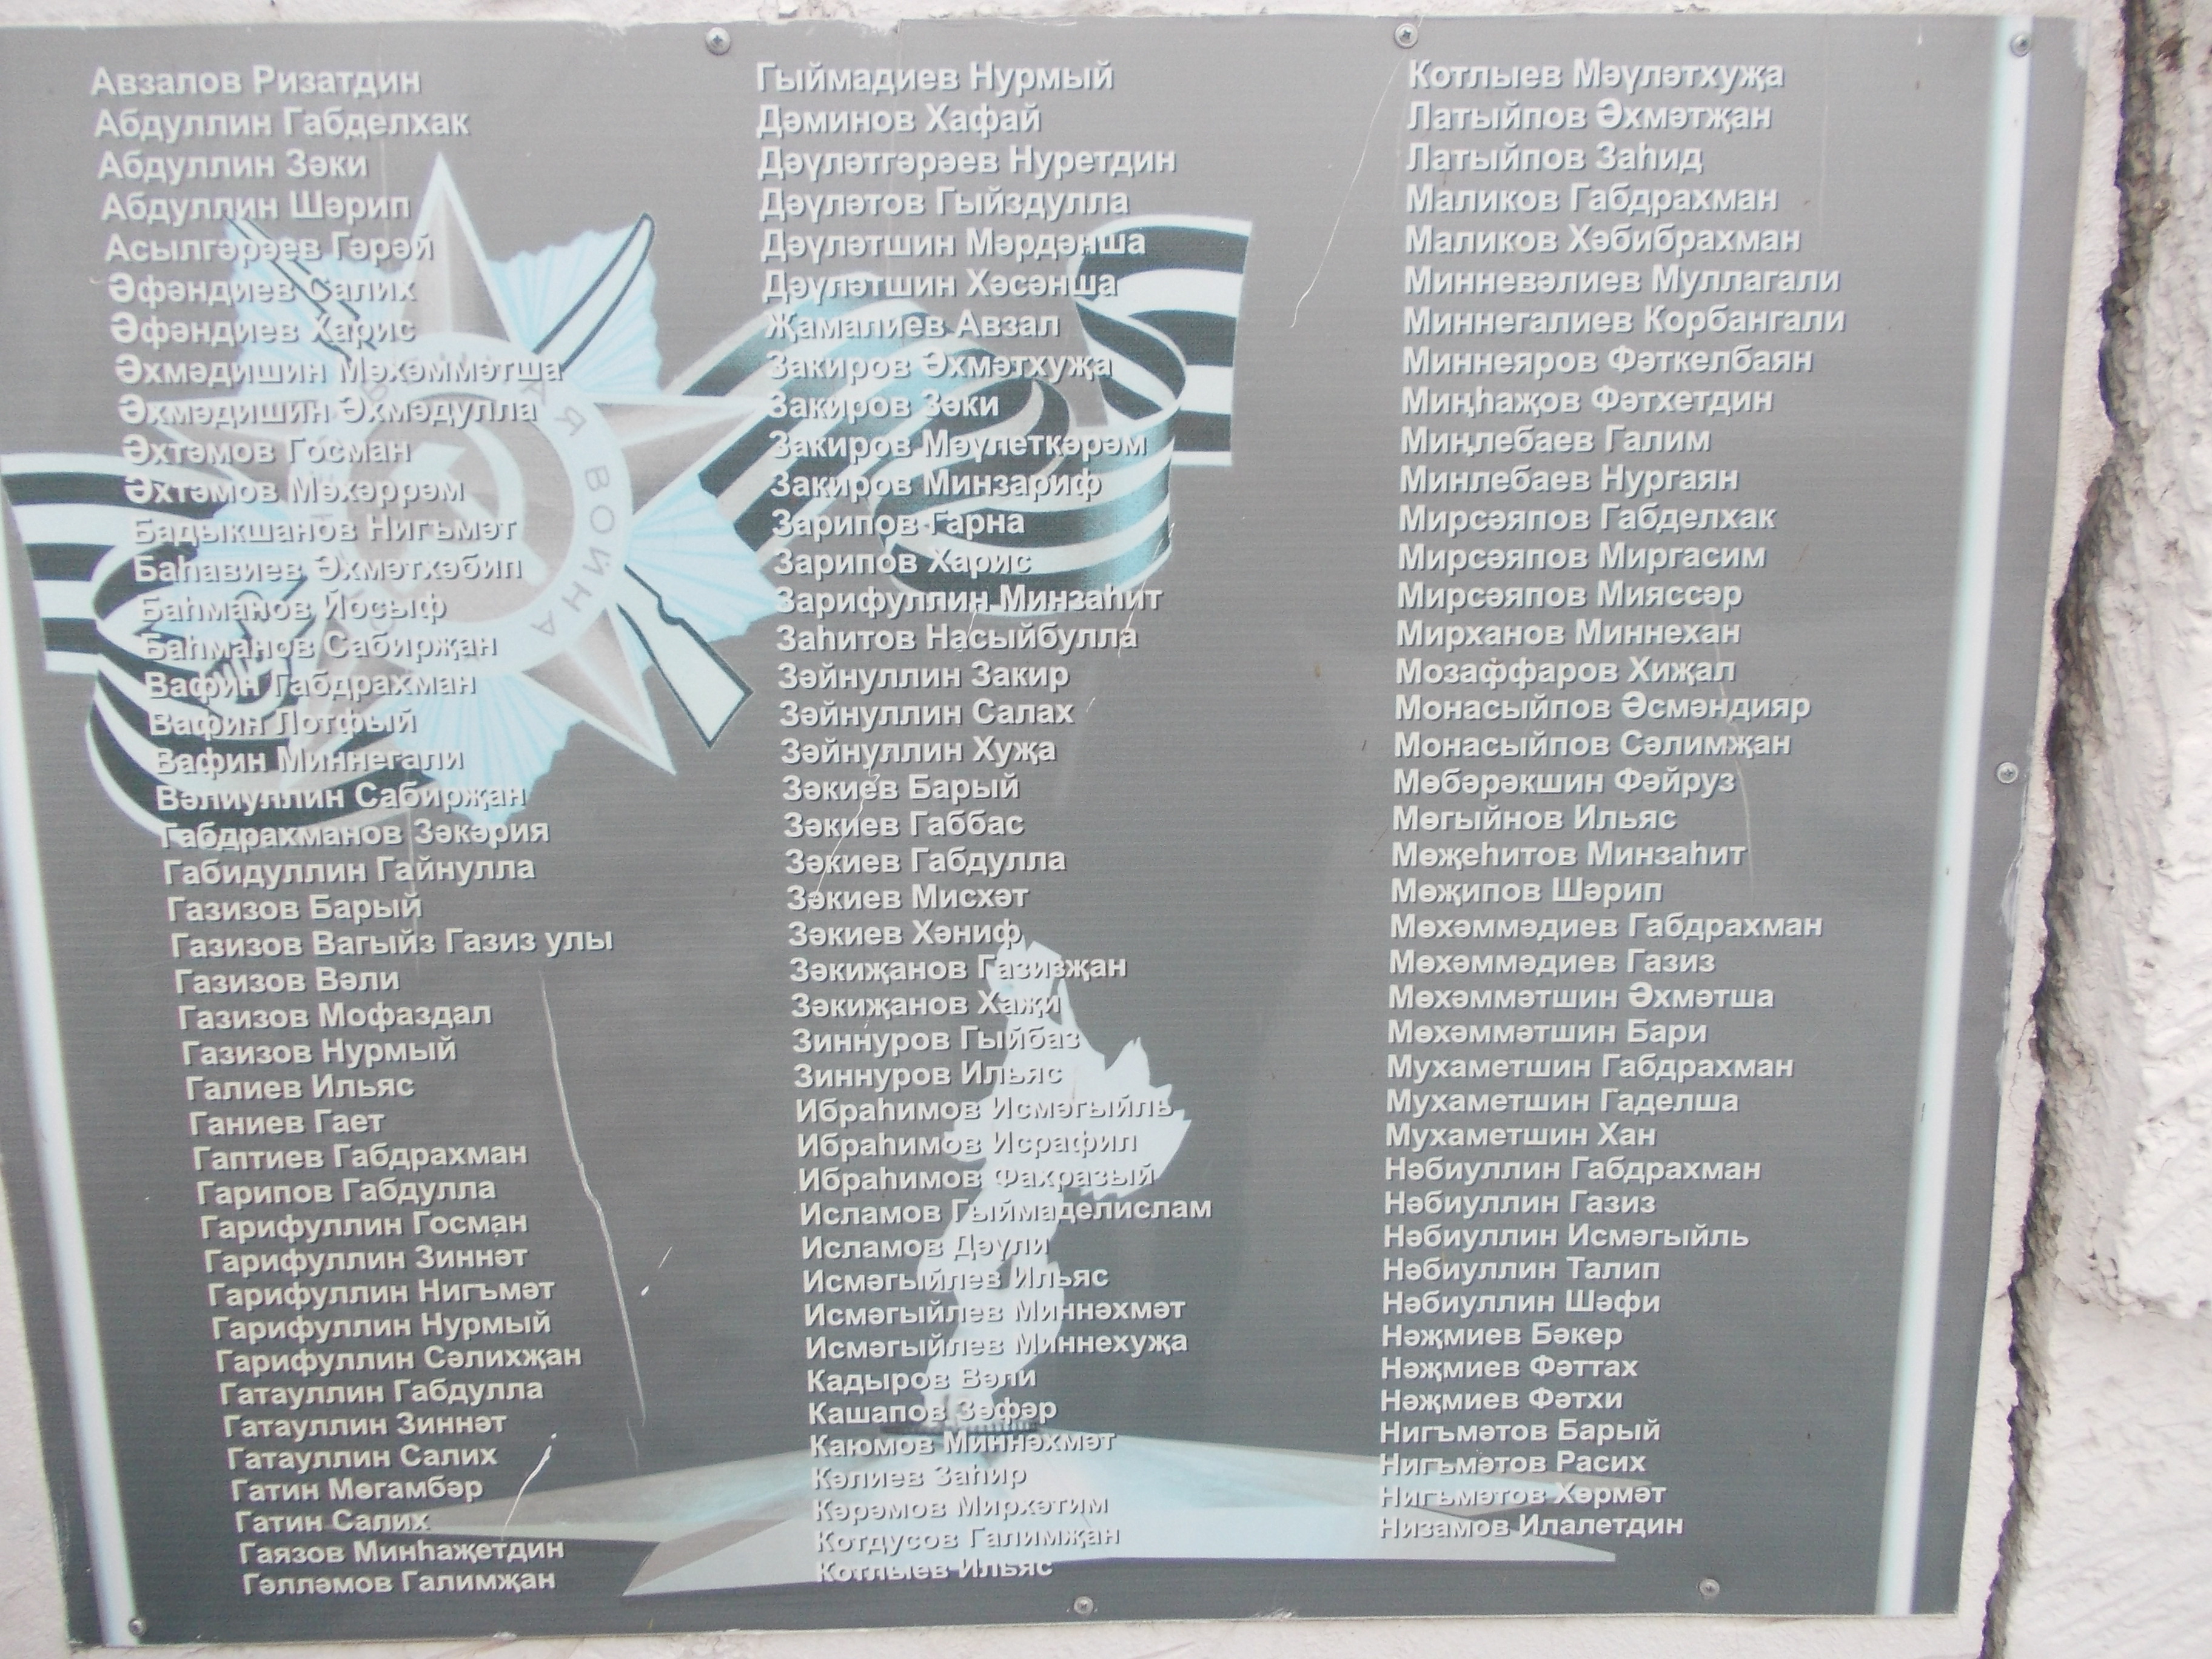 Авзалов Ризатдин
Абдуллин Габделхак
Абдуллин Зәки
Абдуллин Шәрип
Асылгәрәев Гәрәй
Әфәндиев Салих
Әфәндиев Харис
Әхмәдишин Мөхәммәтша
Әхмәдишин Әхмәдулла
Әхтәмов Госман
Әхтәмов Мөхәррәм
Бадыкшанов Нигъмәт
Баһавиев Әхмәтхәбип
Баһманов Йосыф
Баһманов Сабирҗан
Вафин Габдрахман
Вафин Лотфый
Вафин Миннегали
Вәлиуллин Сабирҗан
Габдрахманов Зәкәрия
Габидуллин Гайнулла
Газизов Барый
Газизов Вагыйз Газиз улы
Газизов Вәли
Газизов Мофаздал
Газизов Нурмый
Галиев Ильяс
Ганиев Гает
Гаптиев Габдрахман
Гарипов Габдулла
Гарифуллин Госман
Гарифуллин Зиннәт
Гарифуллин Нигъмәт
Гарифуллин Нурмый
Гарифуллин Сәлихҗан
Гатауллин Габдулла
Гатауллин Зиннәт
Гатауллин Салих
Гатин Мөгамбәр
Гатин Салих
Гаязов Минһаҗетдин
Гәлләмов Галимҗан
Гыймадиев Нурмый
Дәминов Хафай
Дәүләтгәрәев Нуретдин
Дәүләтов Гыйздулла
Дәүләтшин Мәрдәнша
Дәүләтшин Хәсәнша
Җамалиев Авзал
Закиров Әхмәтхуҗа
Закиров Зәки
Закиров Мәүлеткәрәм
Закиров Минзариф
Зарипов Гарна
Зарипов Харис
Зарифуллин Минзаһит
Заһитов Насыйбулла
Зәйнуллин Закир
Зәйнуллин Салах
Зәйнуллин Хуҗа
Зәкиев Барый
Зәкиев Габбас
Зәкиев Габдулла
Зәкиев Мисхәт
Зәкиев Хәниф
Зәкиҗанов Газизҗан
Зәкиҗанов Хаҗи
Зиннуров Гыйбаз
Зиннуров Ильяс
Ибраһимов Исмәгыйль
Ибраһимов Исрафил
Ибраһимов Фахразый
Исламов Гыймаделислам
Исламов Дәүли
Исмәгыйлев Ильяс
Исмәгыйлев Миннәхмәт
Исмәгыйлев Миннехуҗа
Кадыров Вәли
Кашапов Зәфәр
Каюмов Миннәхмәт
Кәлиев Заһир
Кәрәмов Мирхәтим
Котдусов Галимҗан
Котлыев Ильяс
Котлыев Мәүләтхуҗа
Латыйпов Әхмәтҗан
Латыйпов Заһид
Маликов Габдрахман
Маликов Хәбибрахман
Минневәлиев Муллагали
Миннегалиев Корбангали
Миннеяров Фәткелбаян
Миңһаҗов Фәтхетдин
Миңлебаев Галим
Минлебаев Нургаян
Мирсәяпов Габделхак
Мирсәяпов Миргасим
Мирсәяпов Мияссәр
Мирханов Миннехан
Мозаффаров Хиҗал
Монасыйпов Әсмәндияр
Монасыйпов Сәлимҗан
Мөбәрәкшин Фәйруз
Мөгыйнов Ильяс
Мөҗеһитов Минзаһит
Мөҗипов Шәрип
Мөхәммәдиев Габдрахман
Мөхәммәдиев Газиз
Мөхәммәтшин Әхмәтша
Мөхәммәтшин Бари
Мухаметшин Габдрахман
Мухаметшин Гаделша
Мухаметшин Хан
Нәбиуллин Габдрахман
Нәбиуллин Газиз
Нәбиуллин Исмәгыйль
Нәбиуллин Талип
Нәбиуллин Шәфи
Нәҗмиев Бәкер
Нәҗмиев Фәттах
Нәҗмиев Фәтхи
Нигъмәтов Барый
Нигъмәтов Расих
Нигъмәтов Хөрмәт
Низамов Илалетдин